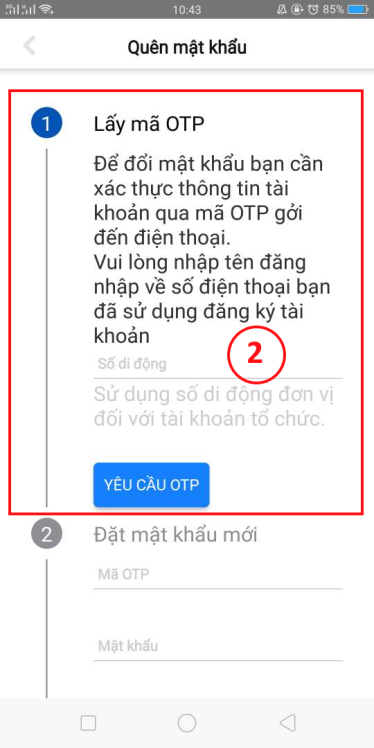 10:43
85%
Quên mật khẩu
1
Lấy mã OTP
Để đổi mật khẩu bạn cần
xác thực thông tin tài
khoản qua mã OTP gởi
đến điện thoại.
Vui lòng nhập tên đăng
nhập về số điện thoại bạn
đã sử dụng đăng ký tài
khoản
2
Số di động
Sử dụng số di động đơn vị
đối với tài khoản tổ chức.
YÊU CẦU OTP
2
Đặt mật khẩu mới
Mã OTP
Mật khẩu